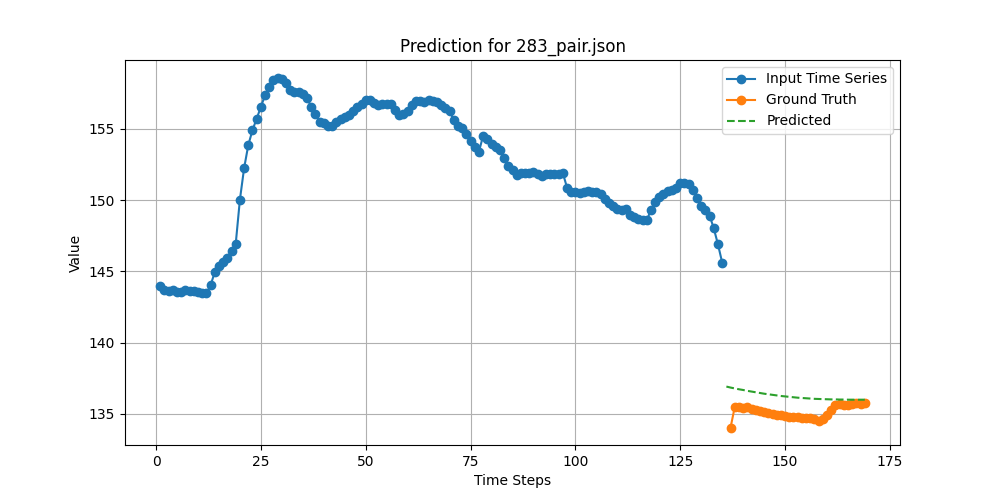 Prediction for 283_pair.json
Input Time Series
Ground Truth
Predicted
Value
155
150
145
140
135
0 25 50 75 100 125 150 175
Time Steps